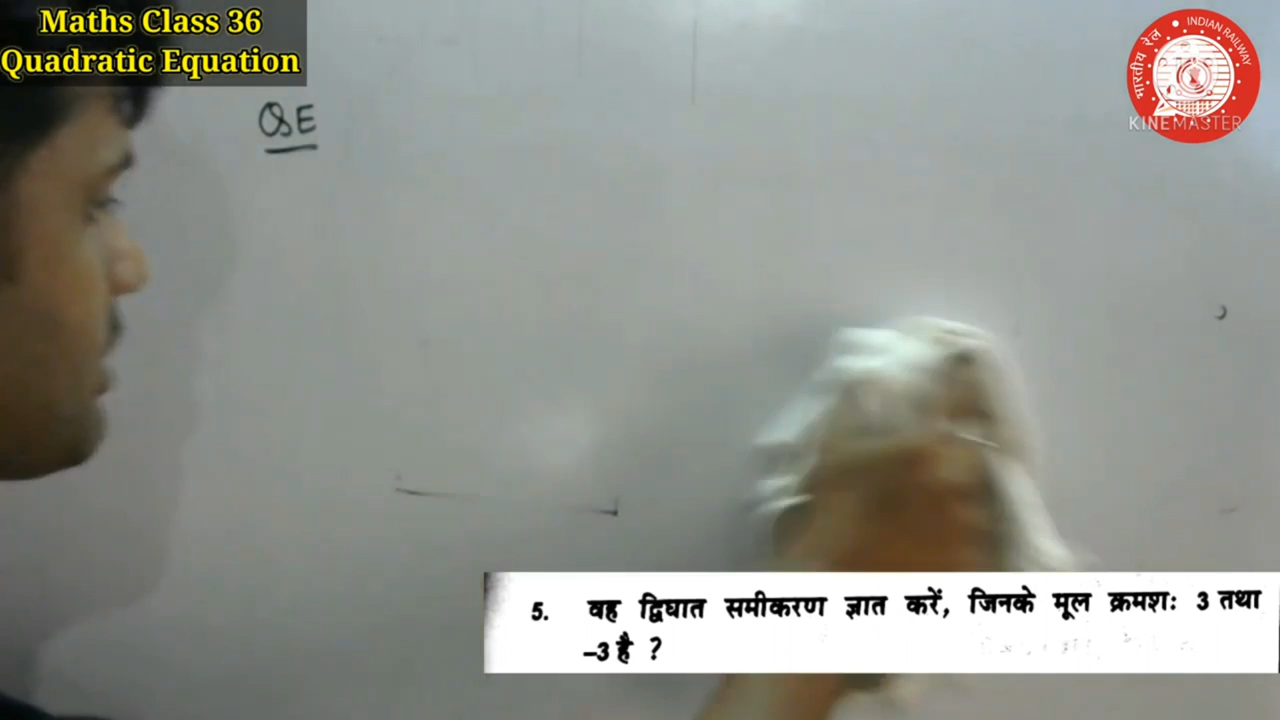 Maths Class 36
Quadratic Equation
QE
भारतीय रेल
INDIAN RAILWAY
KINEMASTER
5. वह द्विघात समीकरण ज्ञात करें, जिनके मूल क्रमशः 3 तथा
–3 है ?